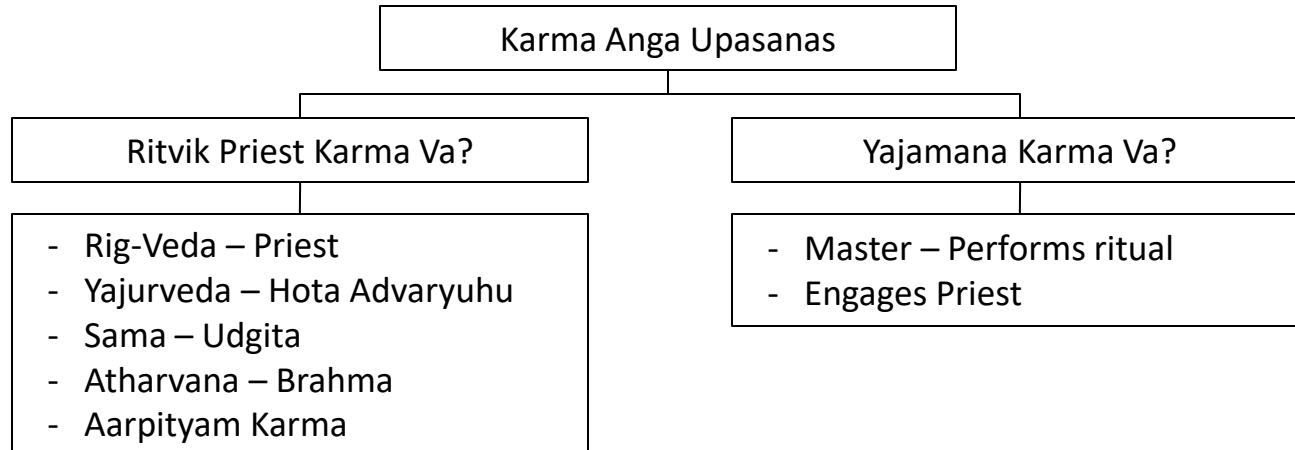 Karma Anga Upasanas
Ritvik Priest Karma Va?
Yajamana Karma Va?
- Rig-Veda – Priest
- Yajurveda – Hota Advaryuhu
- Sama – Udgita
- Atharvana – Brahma
- Aarpityam Karma
- Master – Performs ritual
- Engages Priest